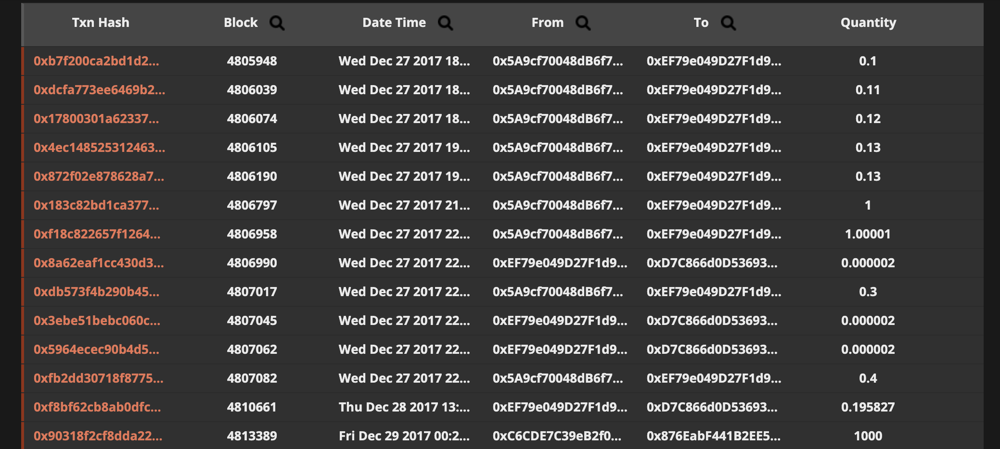 Txn Hash Block Date Time From To Quantity
0xb7f200ca2bd1d2... 4805948 Wed Dec 27 2017 18... 0x5A9cf70048dB6f7... 0xEF79e049D27F1d9... 0.1
0xdcfa773ee6469b2... 4806039 Wed Dec 27 2017 18... 0x5A9cf70048dB6f7... 0xEF79e049D27F1d9... 0.11
0x17800301a62337... 4806074 Wed Dec 27 2017 18... 0x5A9cf70048dB6f7... 0xEF79e049D27F1d9... 0.12
0x4ec148525312463... 4806105 Wed Dec 27 2017 19... 0x5A9cf70048dB6f7... 0xEF79e049D27F1d9... 0.13
0x872f02e878628a7... 4806190 Wed Dec 27 2017 19... 0x5A9cf70048dB6f7... 0xEF79e049D27F1d9... 0.13
0x183c82bd1ca377... 4806797 Wed Dec 27 2017 21... 0x5A9cf70048dB6f7... 0xEF79e049D27F1d9... 1
0xf18c822657f1264... 4806958 Wed Dec 27 2017 22... 0x5A9cf70048dB6f7... 0xEF79e049D27F1d9... 1.00001
0x8a62eaf1cc430d3... 4806990 Wed Dec 27 2017 22... 0xEF79e049D27F1d9... 0xD7C866d0D53693... 0.000002
0xdb573f4b290b45... 4807017 Wed Dec 27 2017 22... 0x5A9cf70048dB6f7... 0xEF79e049D27F1d9... 0.3
0x3ebe51bebc060c... 4807045 Wed Dec 27 2017 22... 0xEF79e049D27F1d9... 0xD7C866d0D53693... 0.000002
0x5964ecec90b4d5... 4807062 Wed Dec 27 2017 22... 0xEF79e049D27F1d9... 0xD7C866d0D53693... 0.000002
0xfb2dd30718f8775... 4807082 Wed Dec 27 2017 22... 0x5A9cf70048dB6f7... 0xEF79e049D27F1d9... 0.4
0xf8bf62cb8ab0dfc... 4810661 Thu Dec 28 2017 13:... 0xEF79e049D27F1d9... 0xD7C866d0D53693... 0.195827
0x90318f2cf8dda22... 4813389 Fri Dec 29 2017 00:2... 0xC6CDE7C39eB2f0... 0x876EabF441B2EE5... 1000